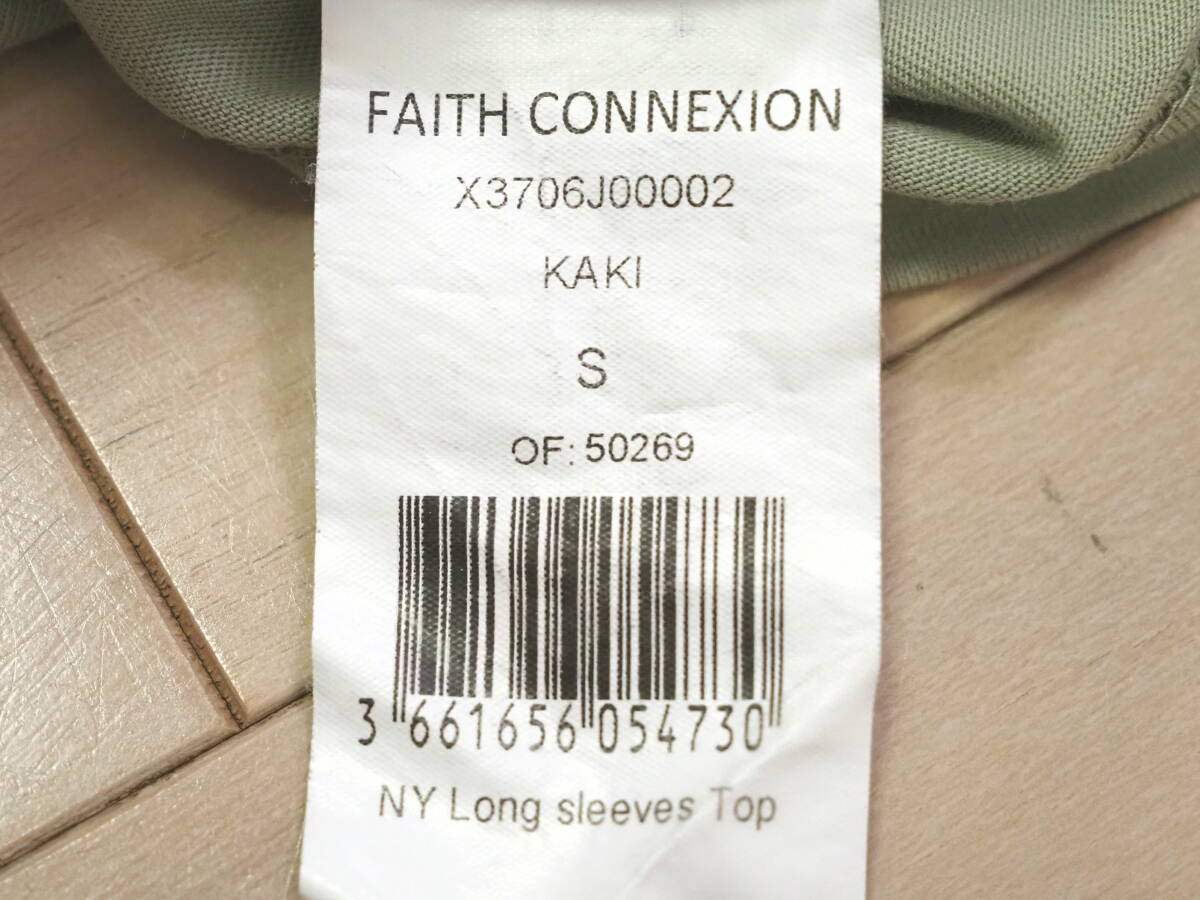 FAITH CONNEXION
X3706J00002
KAKI
S
OF: 50269
3 661656 054730
NY Long sleeves Top